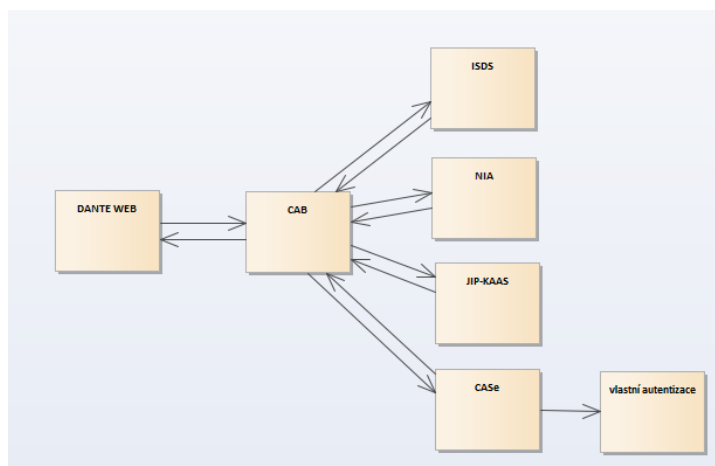 ISDS
NIA
DANTE WEB
CAB
JIP-KAAS
CASe
vlastní autentizace